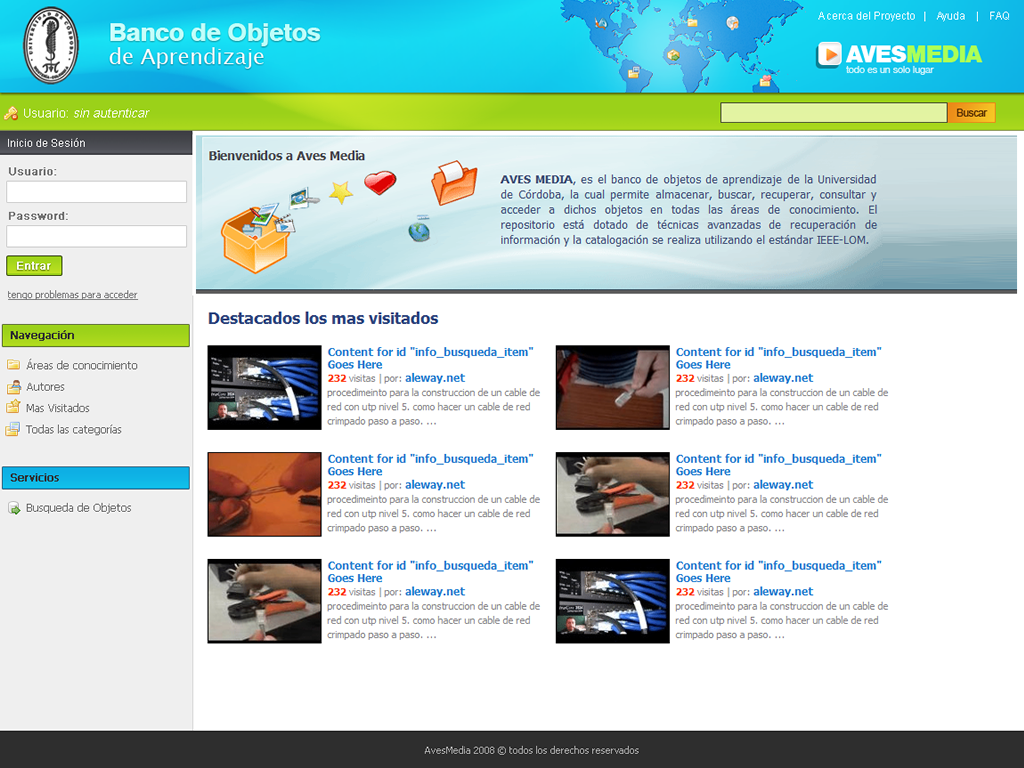 UNIVERSIDAD DE CÓRDOBA
Banco de Objetos
de Aprendizaje
Acerca del Proyecto | Ayuda | FAQ
AVESMEDIA
todo es un solo lugar
Usuario: sin autenticar
Buscar
Inicio de Sesión
Usuario:
Password:
Entrar
tengo problemas para acceder
Navegación
Áreas de conocimiento
Autores
Mas Visitados
Todas las categorías
Servicios
Busqueda de Objetos
Bienvenidos a Aves Media
AVES MEDIA, es el banco de objetos de aprendizaje de la Universidad
de Córdoba, la cual permite almacenar, buscar, recuperar, consultar y
acceder a dichos objetos en todas las áreas de conocimiento. El
repositorio está dotado de técnicas avanzadas de recuperación de
información y la catalogación se realiza utilizando el estándar IEEE-LOM.
Destacados los mas visitados
Content for id "info_busqueda_item"
Goes Here
232 visitas | por: aleway.net
procedimeinto para la construccion de un cable de
red con utp nivel 5. como hacer un cable de red
crimpado paso a paso. ...
Content for id "info_busqueda_item"
Goes Here
232 visitas | por: aleway.net
procedimeinto para la construccion de un cable de
red con utp nivel 5. como hacer un cable de red
crimpado paso a paso. ...
Content for id "info_busqueda_item"
Goes Here
232 visitas | por: aleway.net
procedimeinto para la construccion de un cable de
red con utp nivel 5. como hacer un cable de red
crimpado paso a paso. ...
Content for id "info_busqueda_item"
Goes Here
232 visitas | por: aleway.net
procedimeinto para la construccion de un cable de
red con utp nivel 5. como hacer un cable de red
crimpado paso a paso. ...
Content for id "info_busqueda_item"
Goes Here
232 visitas | por: aleway.net
procedimeinto para la construccion de un cable de
red con utp nivel 5. como hacer un cable de red
crimpado paso a paso. ...
Content for id "info_busqueda_item"
Goes Here
232 visitas | por: aleway.net
procedimeinto para la construccion de un cable de
red con utp nivel 5. como hacer un cable de red
crimpado paso a paso. ...
AvesMedia 2008 © todos los derechos reservados